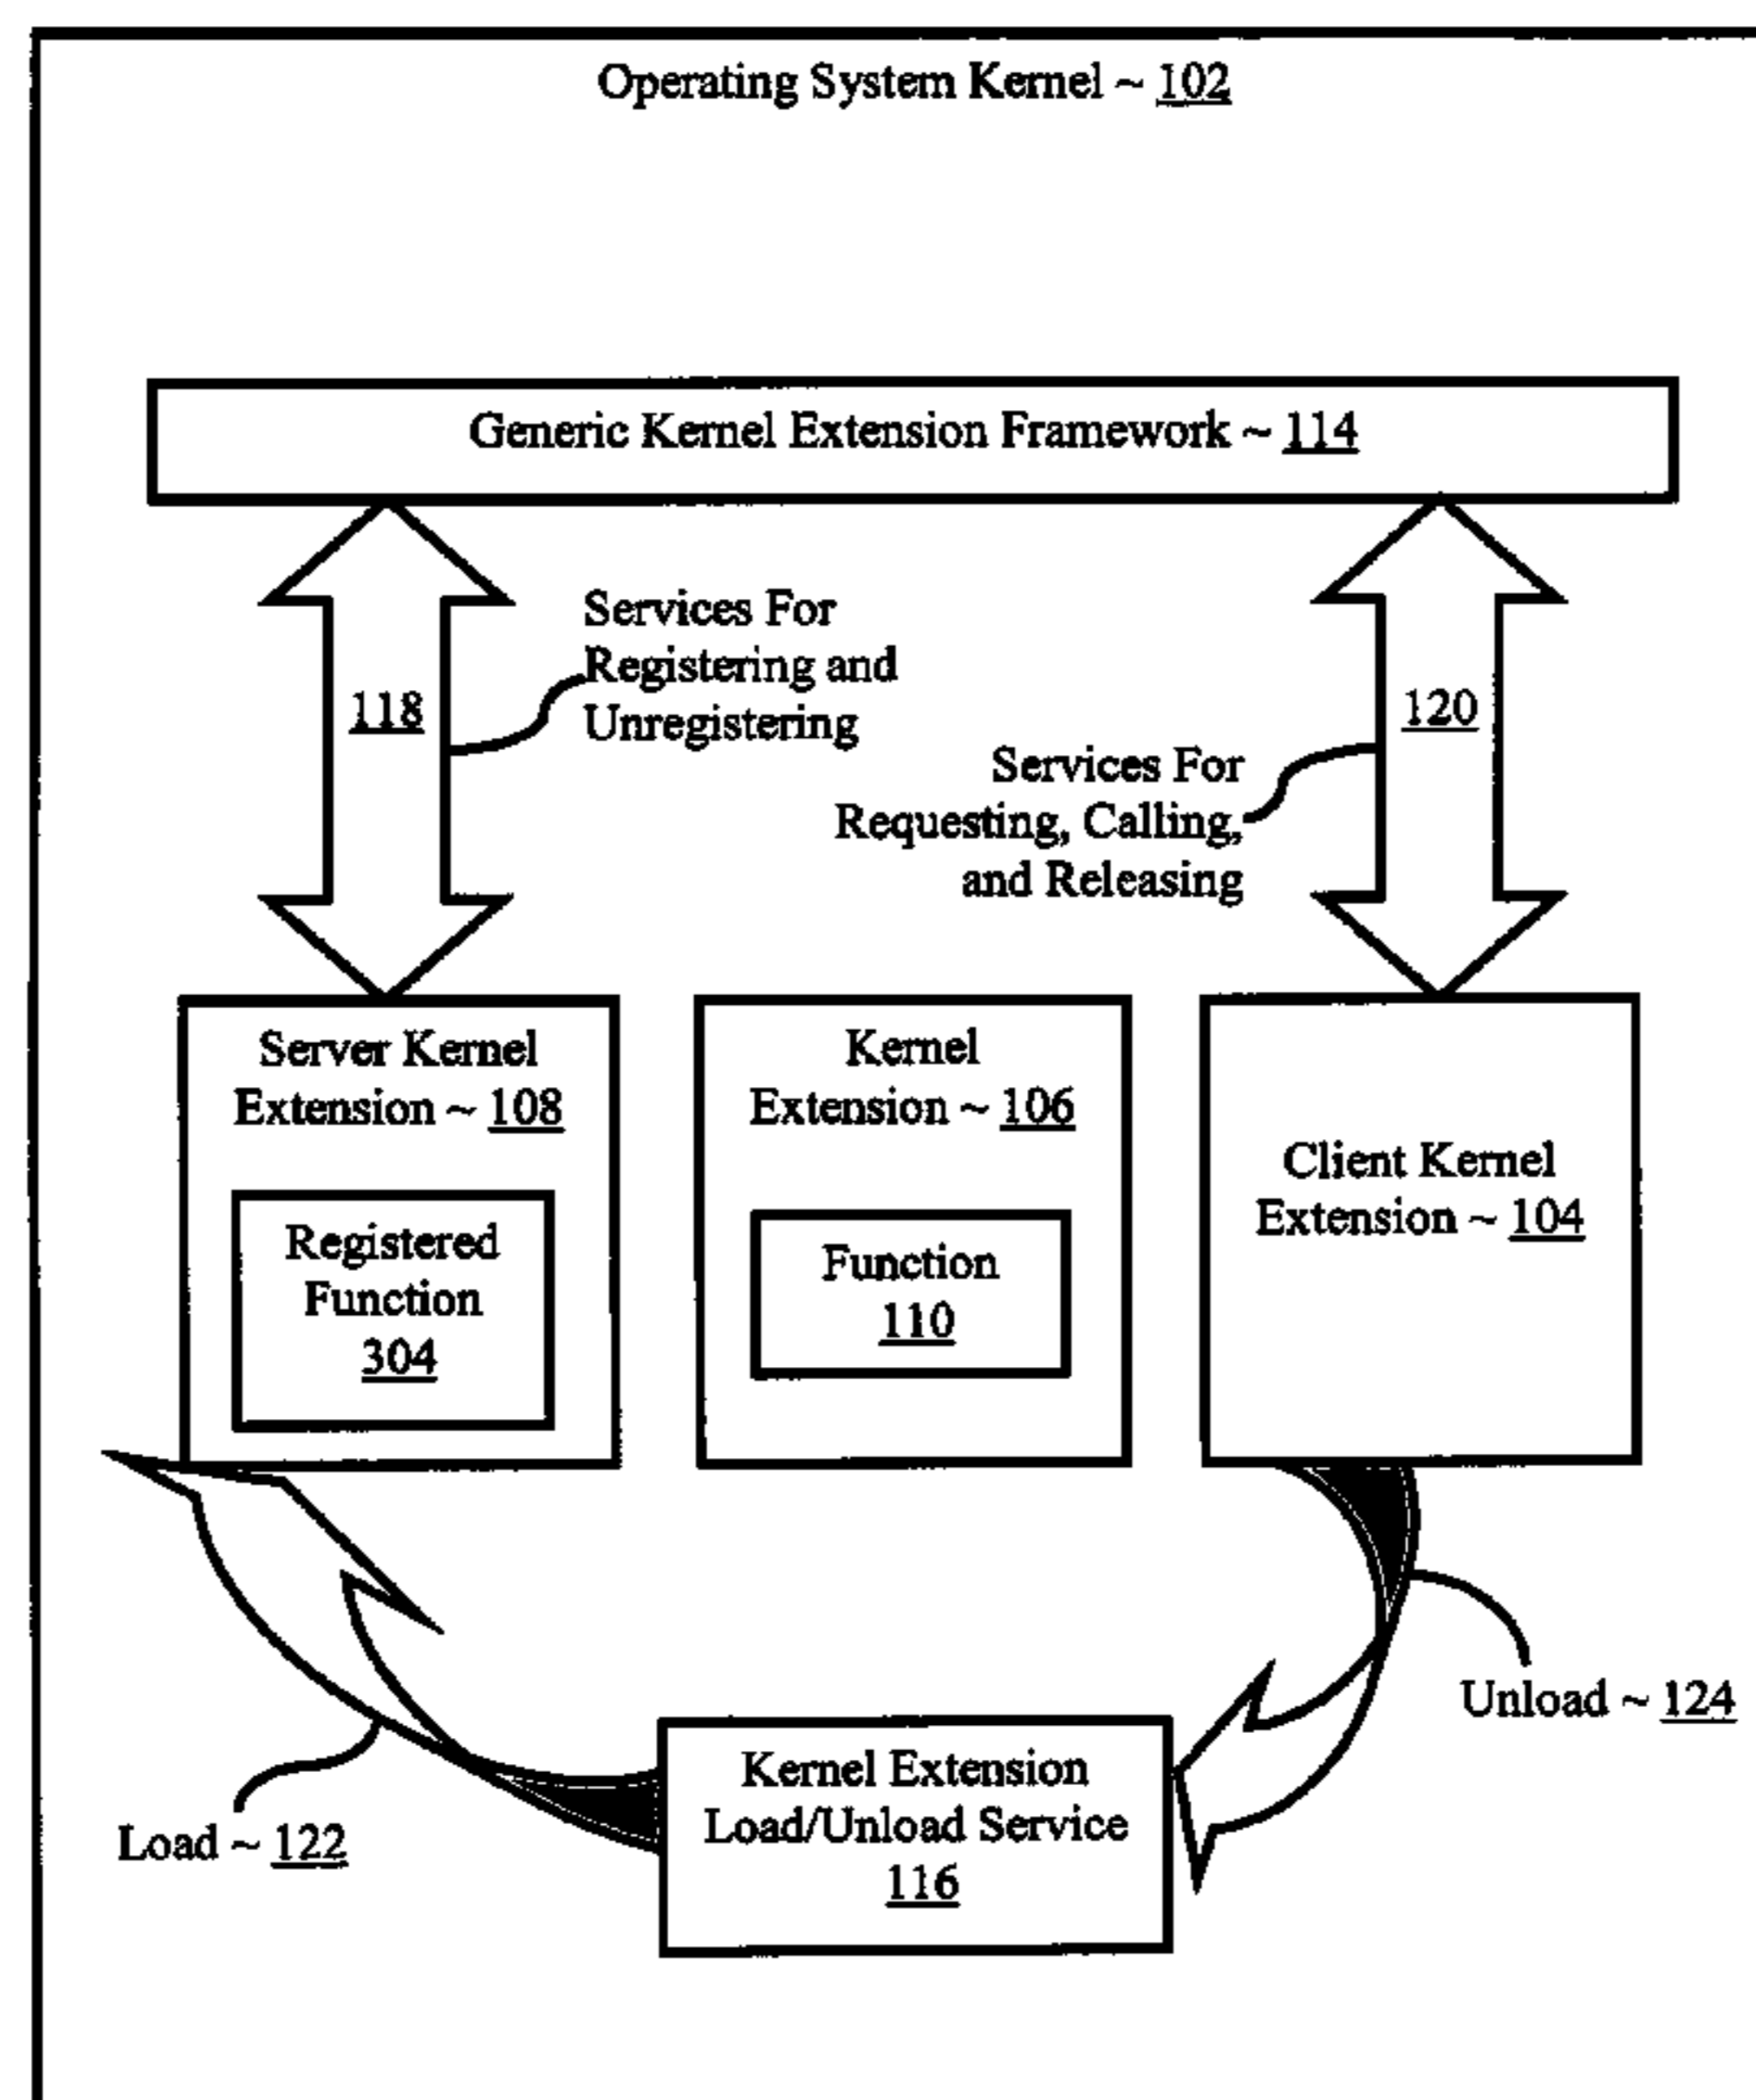 Operating System Kernel ~ 102
Generic Kernel Extension Framework ~ 114
118
Services For
Registering and
Unregistering
120
Services For
Requesting, Calling,
and Releasing
Server Kernel
Extension ~ 108
Registered
Function
304
Kernel
Extension ~ 106
Function
110
Client Kernel
Extension ~ 104
Load ~ 122
Kernel Extension
Load/Unload Service
116
Unload ~ 124